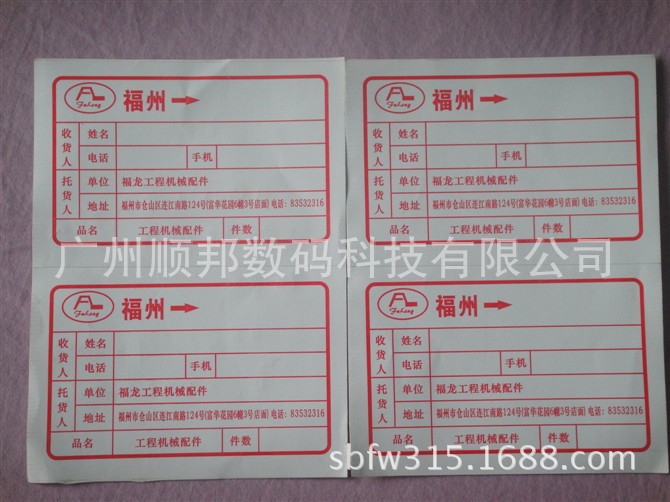 FL
Fulong
福州→
收货人
姓名
电话 手机
托货人
单位 福龙工程机械配件
地址 福州市仓山区连江南路124号(富华花园6幢3号店面)电话:83532316
品名 工程机械配件 件数
FL
Fulong
福州→
收货人
姓名
电话 手机
托货人
单位 福龙工程机械配件
地址 福州市仓山区连江南路124号(富华花园6幢3号店面)电话:83532316
品名 工程机械配件 件数
广州顺邦数码科技有限公司
FL
Fulong
福州→
收货人
姓名
电话 手机
托货人
单位 福龙工程机械配件
地址 福州市仓山区连江南路124号(富华花园6幢3号店面)电话:83532316
品名 工程机械配件 件数
FL
Fulong
福州→
收货人
姓名
电话 手机
托货人
单位 福龙工程机械配件
地址 福州市仓山区连江南路124号(富华花园6幢3号店面)电话:83532316
品名 工程机械配件 件数
sbfw315.1688.com